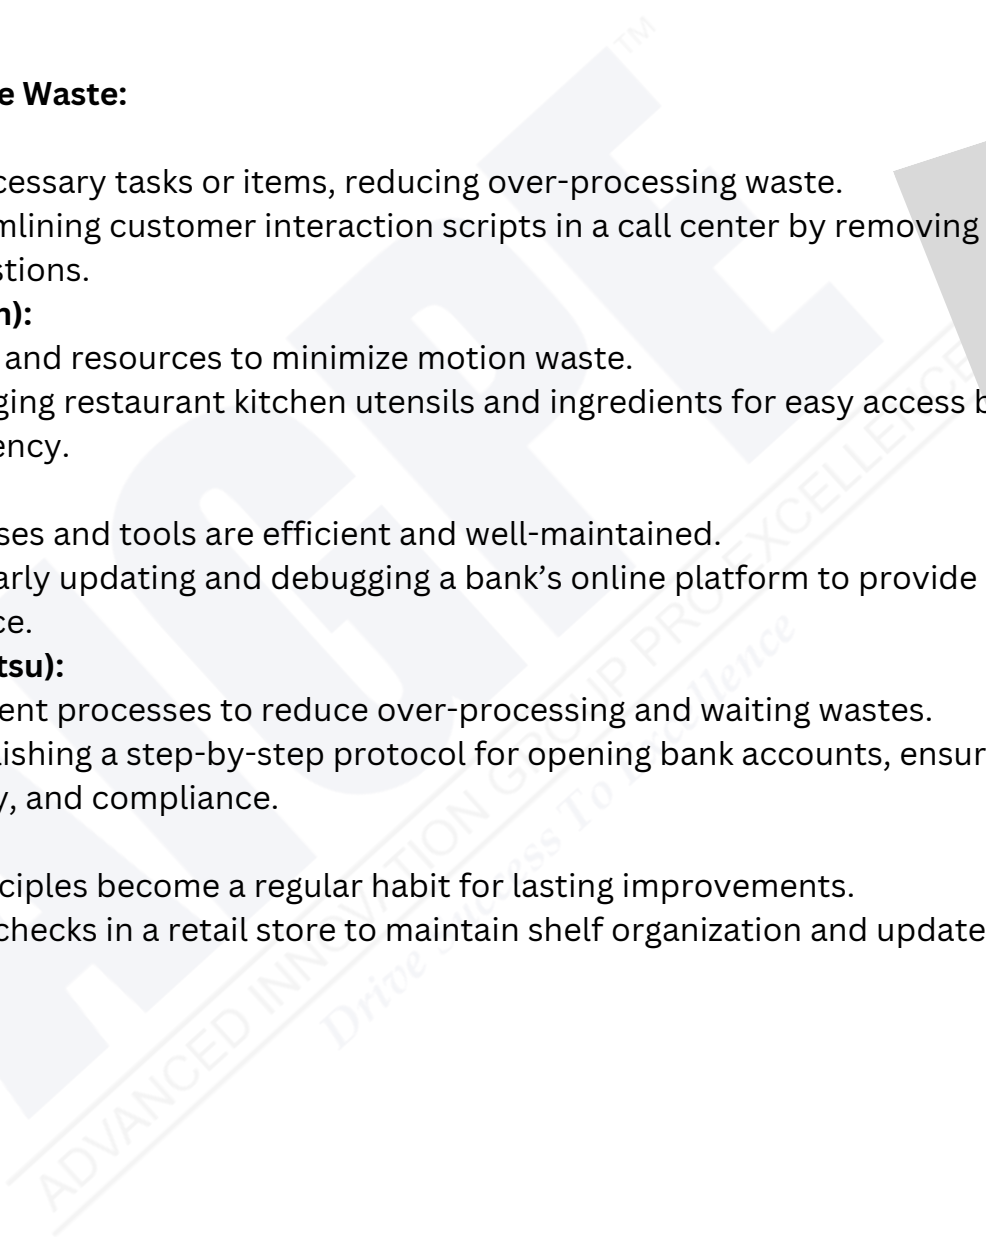 e Waste:
cessary tasks or items, reducing over-processing waste.
mlining customer interaction scripts in a call center by removing
stions.
n):
and resources to minimize motion waste.
ging restaurant kitchen utensils and ingredients for easy access b
ency.
ses and tools are efficient and well-maintained.
arly updating and debugging a bank’s online platform to provide
ce.
tsu):
ent processes to reduce over-processing and waiting wastes.
ishing a step-by-step protocol for opening bank accounts, ensur
y, and compliance.
ciples become a regular habit for lasting improvements.
checks in a retail store to maintain shelf organization and update
AIGPE TM
ADVANCED INNOVATION GROUP PRO EXCELLENCE
Drive Success To Excellence